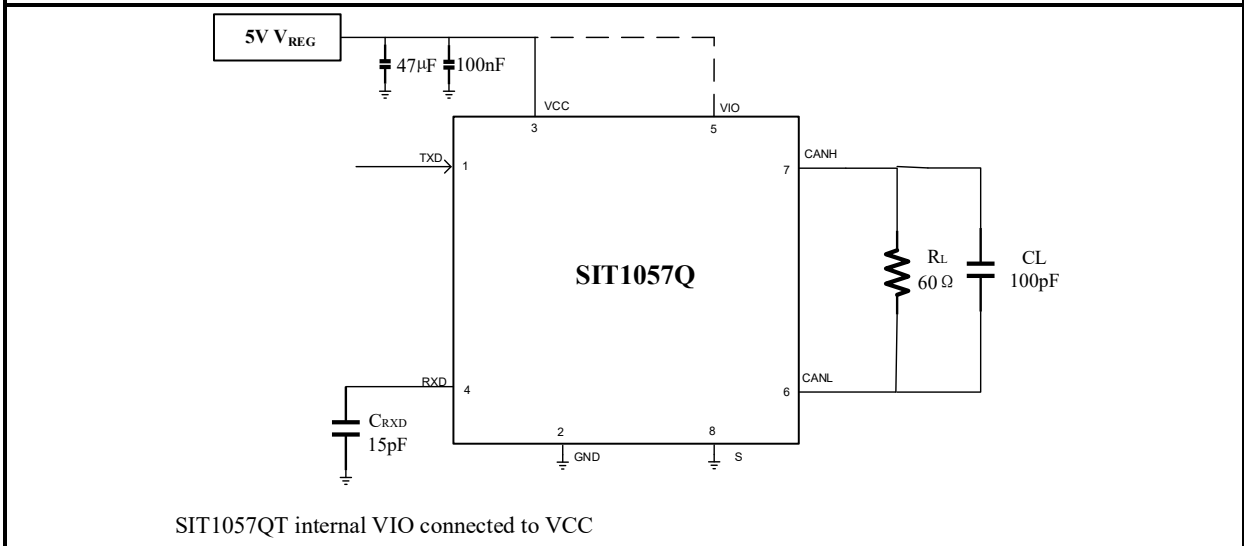 5V VREG
47μF
100nF
VCC
VIO
3
5
TXD
1
CANH
7
SIT1057Q
RL
60 Ω
CL
100pF
RXD
4
CANL
6
CRXD
15pF
2
8
GND
S
SIT1057QT internal VIO connected to VCC